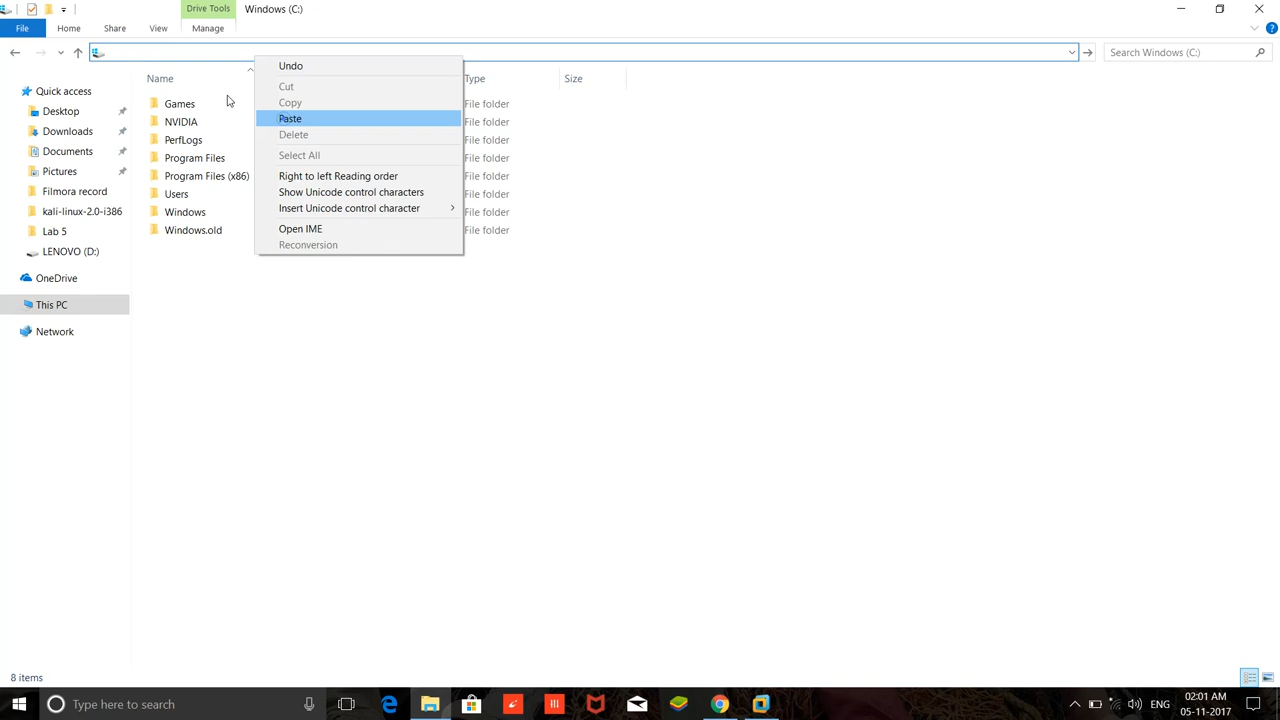 Drive Tools
Windows (C:)
File
Home
Share
View
Manage
Search Windows (C:)
Undo
Cut
Copy
Paste
Delete
Select All
Right to left Reading order
Show Unicode control characters
Insert Unicode control character
Open IME
Reconversion
Name
Type
Size
Quick access
Desktop
Downloads
Documents
Pictures
Filmora record
kali-linux-2.0-i386
Lab 5
LENOVO (D:)
OneDrive
This PC
Network
Games
File folder
NVIDIA
File folder
PerfLogs
File folder
Program Files
File folder
Program Files (x86)
File folder
Users
File folder
Windows
File folder
Windows.old
File folder
8 items
Type here to search
ENG
02:01 AM
05-11-2017